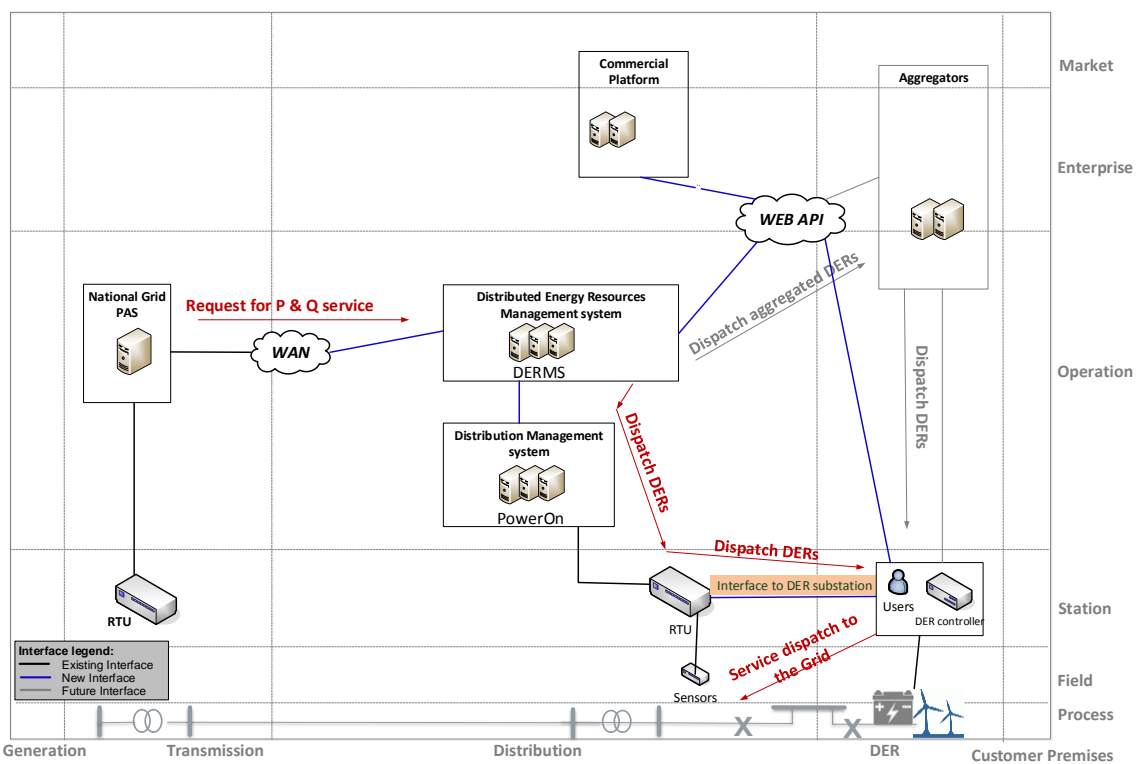 Commercial
Platform
Aggregators
Market
Enterprise
WEB API
National Grid
PAS
Request for P & Q service
WAN
Distributed Energy Resources
Management system
DERMS
Dispatch aggregated DERs
Dispatch DERs
Operation
Distribution Management
system
PowerOn
Dispatch DERs
Dispatch DERs
Interface to DER substation
Users
DER controller
RTU
RTU
Station
Service dispatch to
the Grid
Sensors
Interface legend:
Existing Interface
New Interface
Future Interface
Field
Process
Generation
Transmission
Distribution
DER
Customer Premises